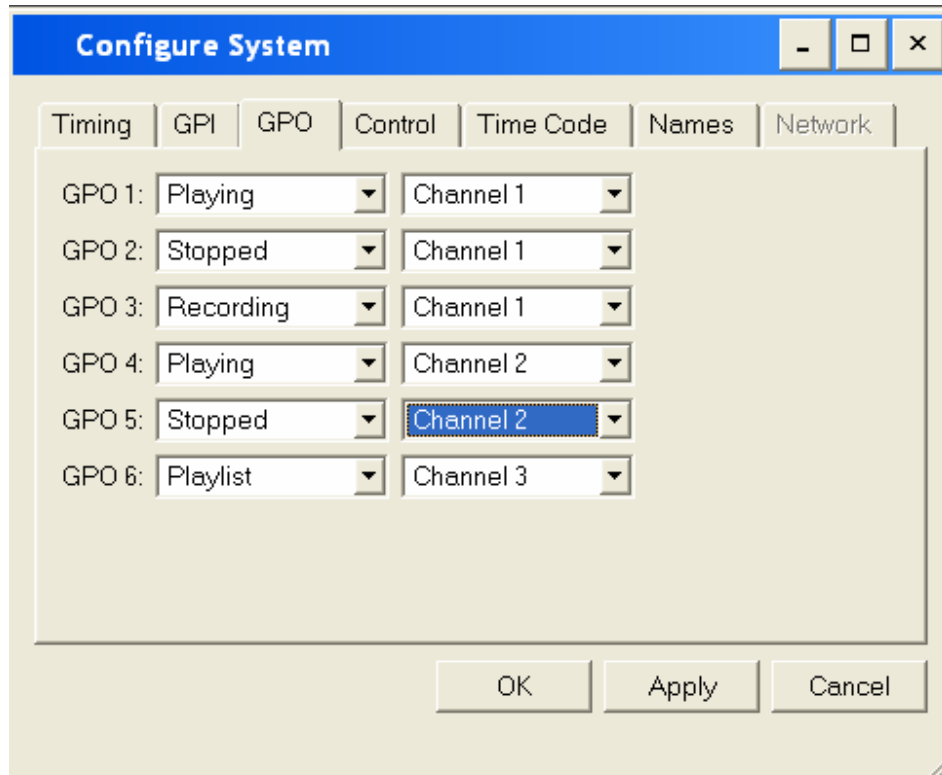 Configure System
Timing GPI GPO Control Time Code Names Network
GPO 1: Playing Channel 1
GPO 2: Stopped Channel 1
GPO 3: Recording Channel 1
GPO 4: Playing Channel 2
GPO 5: Stopped Channel 2
GPO 6: Playlist Channel 3
OK Apply Cancel